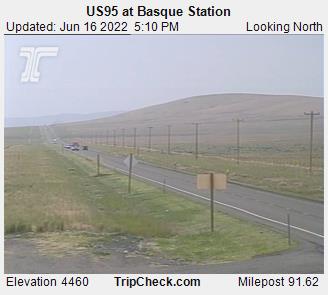 US95 at Basque Station
Updated: Jun 16 2022 5:10 PM Looking North
Elevation 4460 TripCheck.com Milepost 91.62